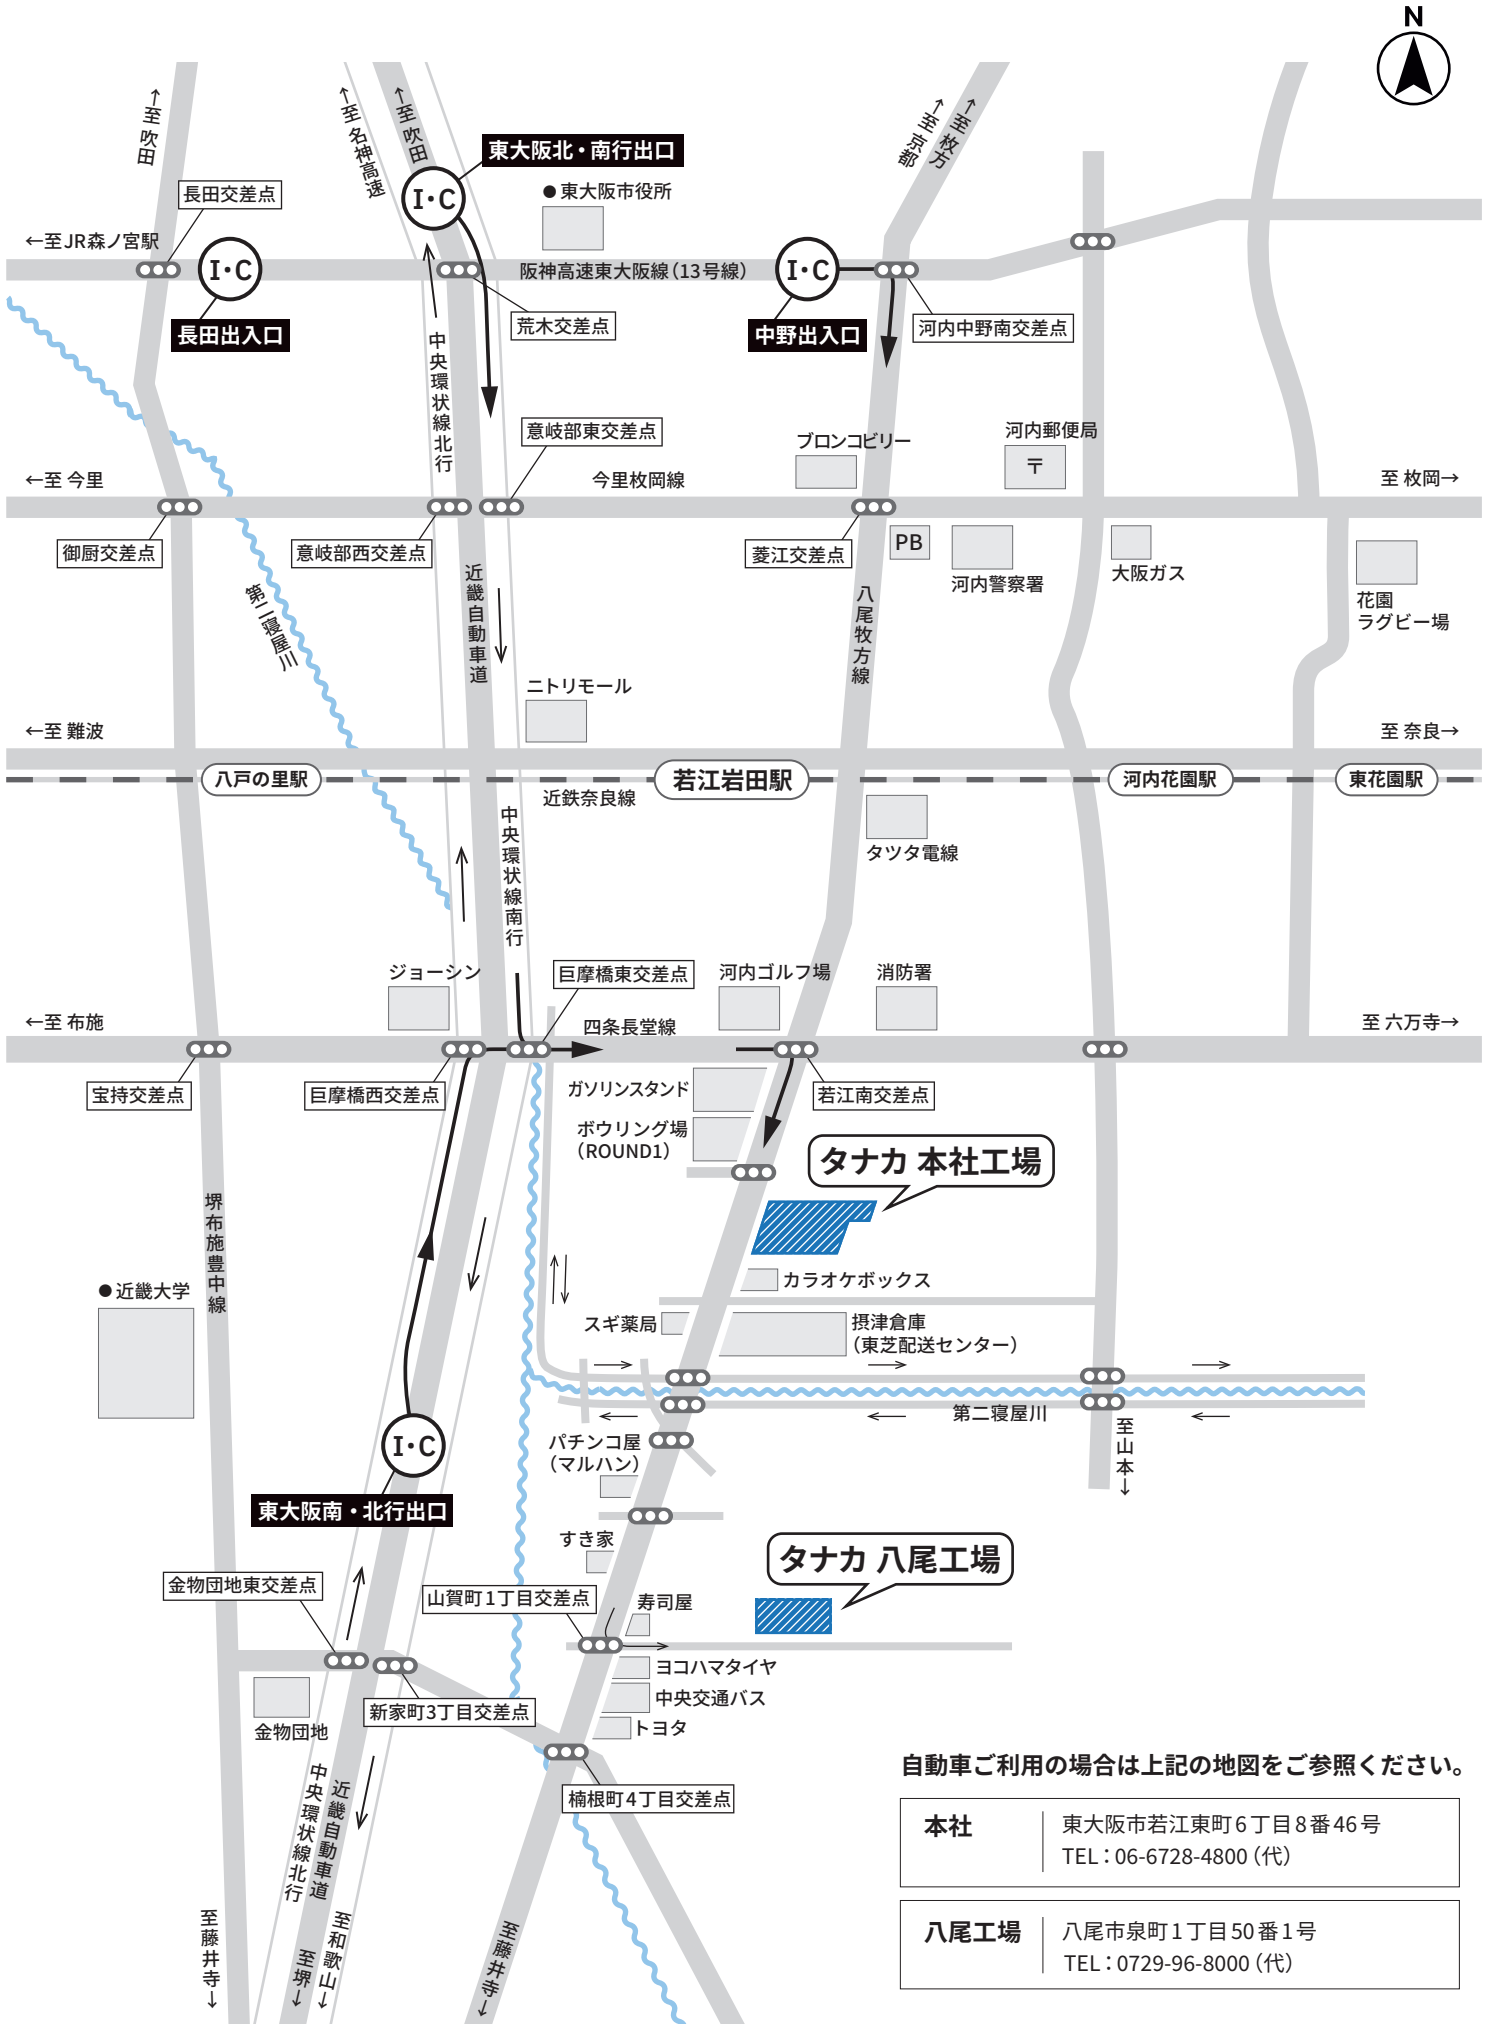 N
←至 吹田
←至 名神高速
←至 吹田
←至 京都
←至 枚方
東大阪北・南行出口
I・C
●東大阪市役所
長田交差点
←至JR森ノ宮駅
I・C
阪神高速東大阪線（13号線）
I・C
長田出入口
荒木交差点
中野出入口
河内中野南交差点
中央環状線北行
意岐部東交差点
ブロンコビリー
河内郵便局
〒
←至 今里
今里枚岡線
至 枚岡→
御厨交差点
意岐部西交差点
菱江交差点
PB
河内警察署
大阪ガス
花園
ラグビー場
第二寝屋川
近畿自動車道
八尾牧方線
ニトリモール
←至 難波
至 奈良→
八戸の里駅
若江岩田駅
河内花園駅
東花園駅
近鉄奈良線
中央環状線南行
タツタ電線
ジョーシン
巨摩橋東交差点
河内ゴルフ場
消防署
←至 布施
四条長堂線
至 六万寺→
宝持交差点
巨摩橋西交差点
ガソリンスタンド
若江南交差点
ボウリング場
（ROUND1）
タナカ 本社工場
堺布施豊中線
●近畿大学
カラオケボックス
スギ薬局
摂津倉庫
（東芝配送センター）
第二寝屋川
至山本→
I・C
パチンコ屋
（マルハン）
東大阪南・北行出口
すき家
タナカ 八尾工場
金物団地東交差点
山賀町1丁目交差点
寿司屋
ヨコハマタイヤ
中央交通バス
トヨタ
新家町3丁目交差点
金物団地
楠根町4丁目交差点
中央環状線北行
近畿自動車道
至藤井寺→
至堺→
至和歌山→
至藤井寺→
自動車ご利用の場合は上記の地図をご参照ください。
本社
東大阪市若江東町6丁目8番46号
TEL：06-6728-4800（代）
八尾工場
八尾市泉町1丁目50番1号
TEL：0729-96-8000（代）